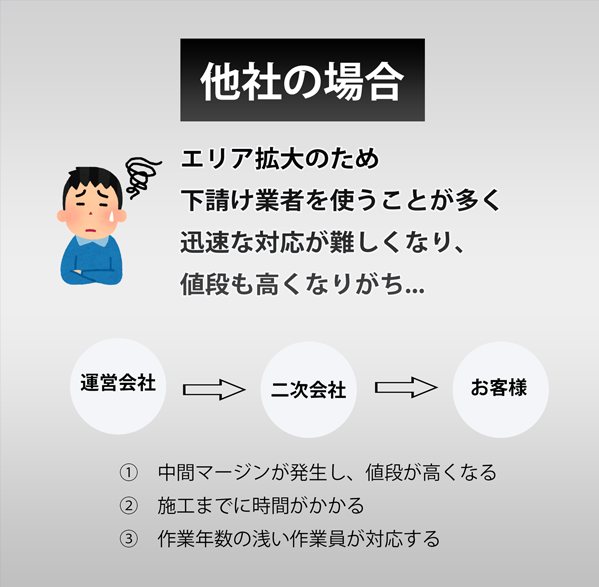 他社の場合
エリア拡大のため
下請け業者を使うことが多く
迅速な対応が難しくなり、
値段も高くなりがち...
運営会社
二次会社
お客様
① 中間マージンが発生し、値段が高くなる
② 施工までに時間がかかる
③ 作業年数の浅い作業員が対応する